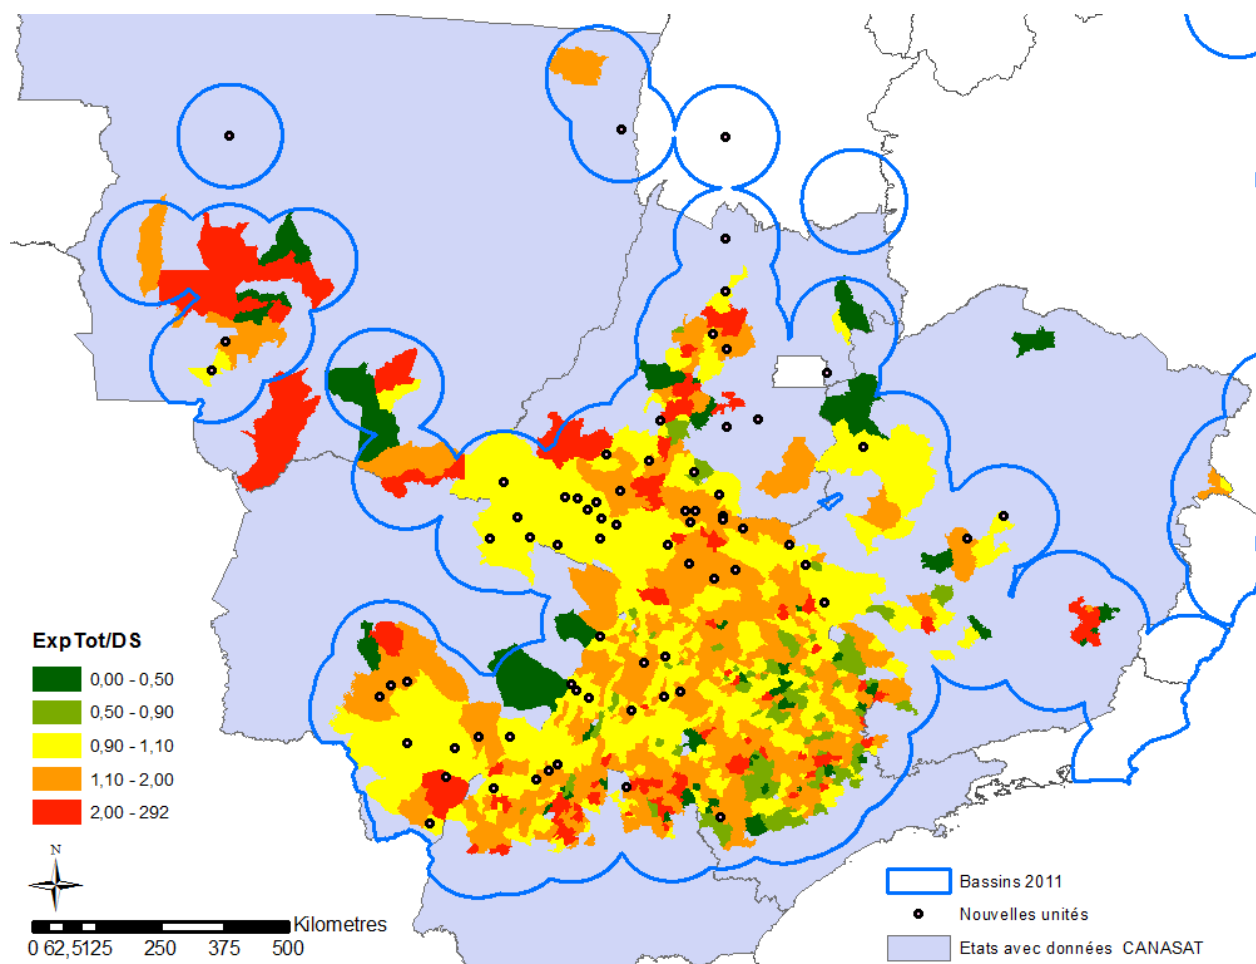 ExpTot/DS
0,00 - 0,50
0,50 - 0,90
0,90 - 1,10
1,10 - 2,00
2,00 - 292
N
Kilometres
0 62,5125 250 375 500
Bassins 2011
Nouvelles unités
Etats avec données CANASAT